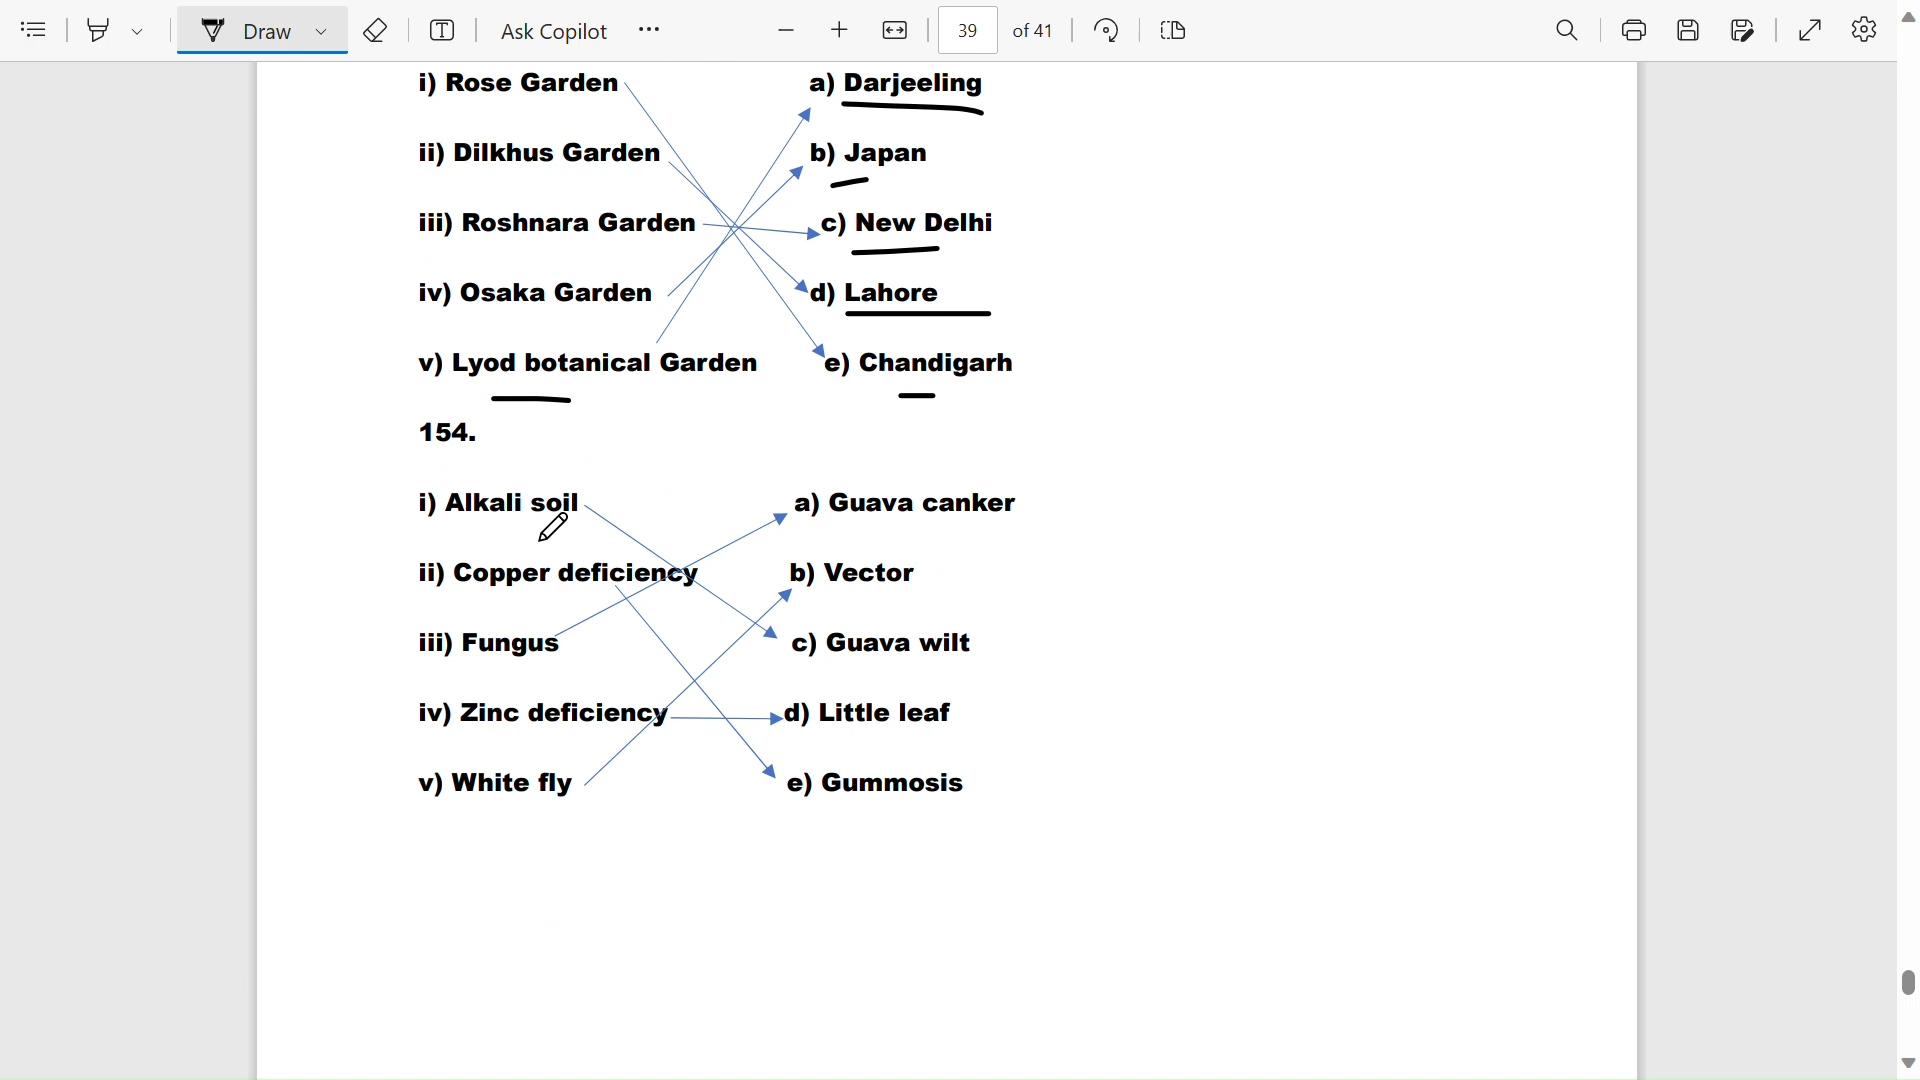 Draw
Ask Copilot
39 of 41
i) Rose Garden a) Darjeeling
ii) Dilkhus Garden b) Japan
iii) Roshnara Garden c) New Delhi
iv) Osaka Garden d) Lahore
v) Lyod botanical Garden e) Chandigarh
154.
i) Alkali soil a) Guava canker
ii) Copper deficiency b) Vector
iii) Fungus c) Guava wilt
iv) Zinc deficiency d) Little leaf
v) White fly e) Gummosis